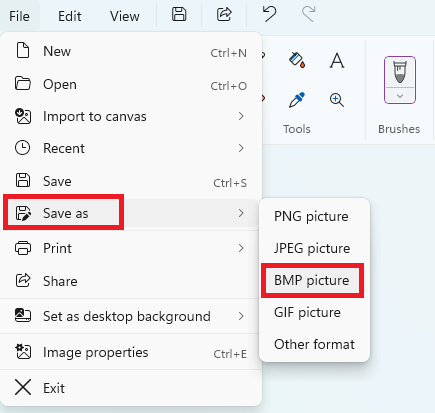 File Edit View
New Ctrl+N
Open Ctrl+O
Import to canvas
Recent
Save Ctrl+S
Save as
Print
Share
Set as desktop background
Image properties Ctrl+E
Exit
PNG picture
JPEG picture
BMP picture
GIF picture
Other format
A
Tools
Brushes